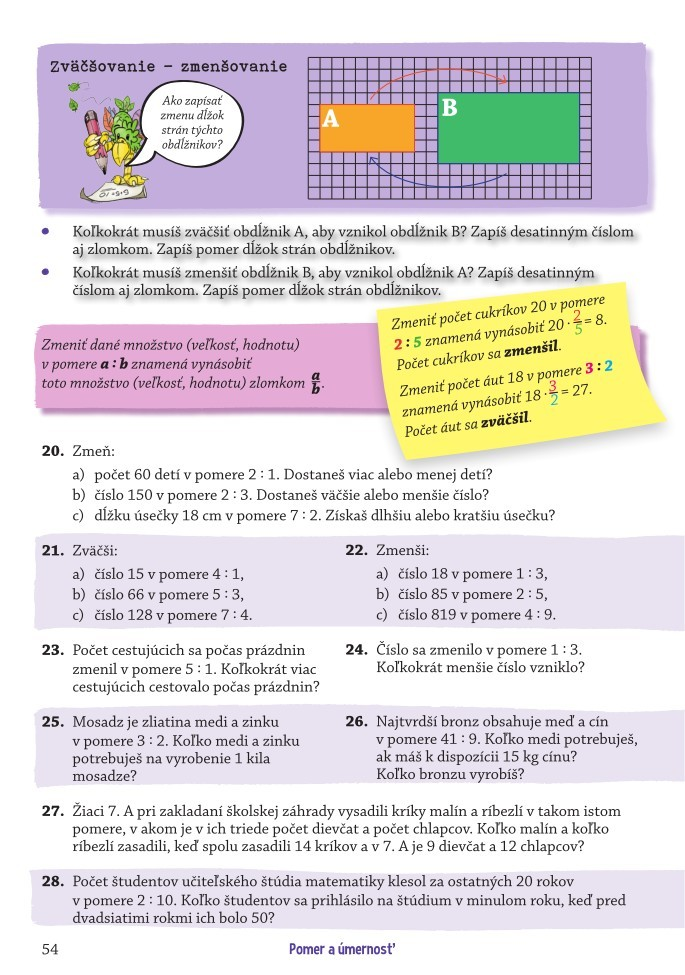 Zväčšovanie – zmenšovanie
Ako zapísať
zmenu dĺžok
strán týchto
obdĺžnikov?
A
B
• Koľkokrát musíš zväčšiť obdĺžnik A, aby vznikol obdĺžnik B? Zapíš desatinným číslom
aj zlomkom. Zapíš pomer dĺžok strán obdĺžnikov.
• Koľkokrát musíš zmenšiť obdĺžnik B, aby vznikol obdĺžnik A? Zapíš desatinným
číslom aj zlomkom. Zapíš pomer dĺžok strán obdĺžnikov.
Zmeniť dané množstvo (veľkosť, hodnotu)
v pomere a : b znamená vynásobiť
toto množstvo (veľkosť, hodnotu) zlomkom a/b.
Zmeniť počet cukríkov 20 v pomere
2 : 5 znamená vynásobiť 20 · 2/5 = 8.
Počet cukríkov sa zmenšil.
Zmeniť počet áut 18 v pomere 3 : 2
znamená vynásobiť 18 · 3/2 = 27.
Počet áut sa zväčšil.
20. Zmeň:
a) počet 60 detí v pomere 2 : 1. Dostaneš viac alebo menej detí?
b) číslo 150 v pomere 2 : 3. Dostaneš väčšie alebo menšie číslo?
c) dĺžku úsečky 18 cm v pomere 7 : 2. Získaš dlhšiu alebo kratšiu úsečku?
21. Zväčši:
a) číslo 15 v pomere 4 : 1,
b) číslo 66 v pomere 5 : 3,
c) číslo 128 v pomere 7 : 4.
22. Zmenši:
a) číslo 18 v pomere 1 : 3,
b) číslo 85 v pomere 2 : 5,
c) číslo 819 v pomere 4 : 9.
23. Počet cestujúcich sa počas prázdnin
zmenil v pomere 5 : 1. Koľkokrát viac
cestujúcich cestovalo počas prázdnin?
24. Číslo sa zmenilo v pomere 1 : 3.
Koľkokrát menšie číslo vzniklo?
25. Mosadz je zliatina medi a zinku
v pomere 3 : 2. Koľko medi a zinku
potrebuješ na vyrobenie 1 kila
mosadze?
26. Najtvrdší bronz obsahuje meď a cín
v pomere 41 : 9. Koľko medi potrebuješ,
ak máš k dispozícii 15 kg cínu?
Koľko bronzu vyrobíš?
27. Žiaci 7. A pri zakladaní školskej záhrady vysadili kríky malín a ríbezlí v takom istom
pomere, v akom je v ich triede počet dievčat a počet chlapcov. Koľko malín a koľko
ríbezlí zasadili, keď spolu zasadili 14 kríkov a v 7. A je 9 dievčat a 12 chlapcov?
28. Počet študentov učiteľského štúdia matematiky klesol za ostatných 20 rokov
v pomere 2 : 10. Koľko študentov sa prihlásilo na štúdium v minulom roku, keď pred
dvadsiatimi rokmi ich bolo 50?
54
Pomer a úmernosť